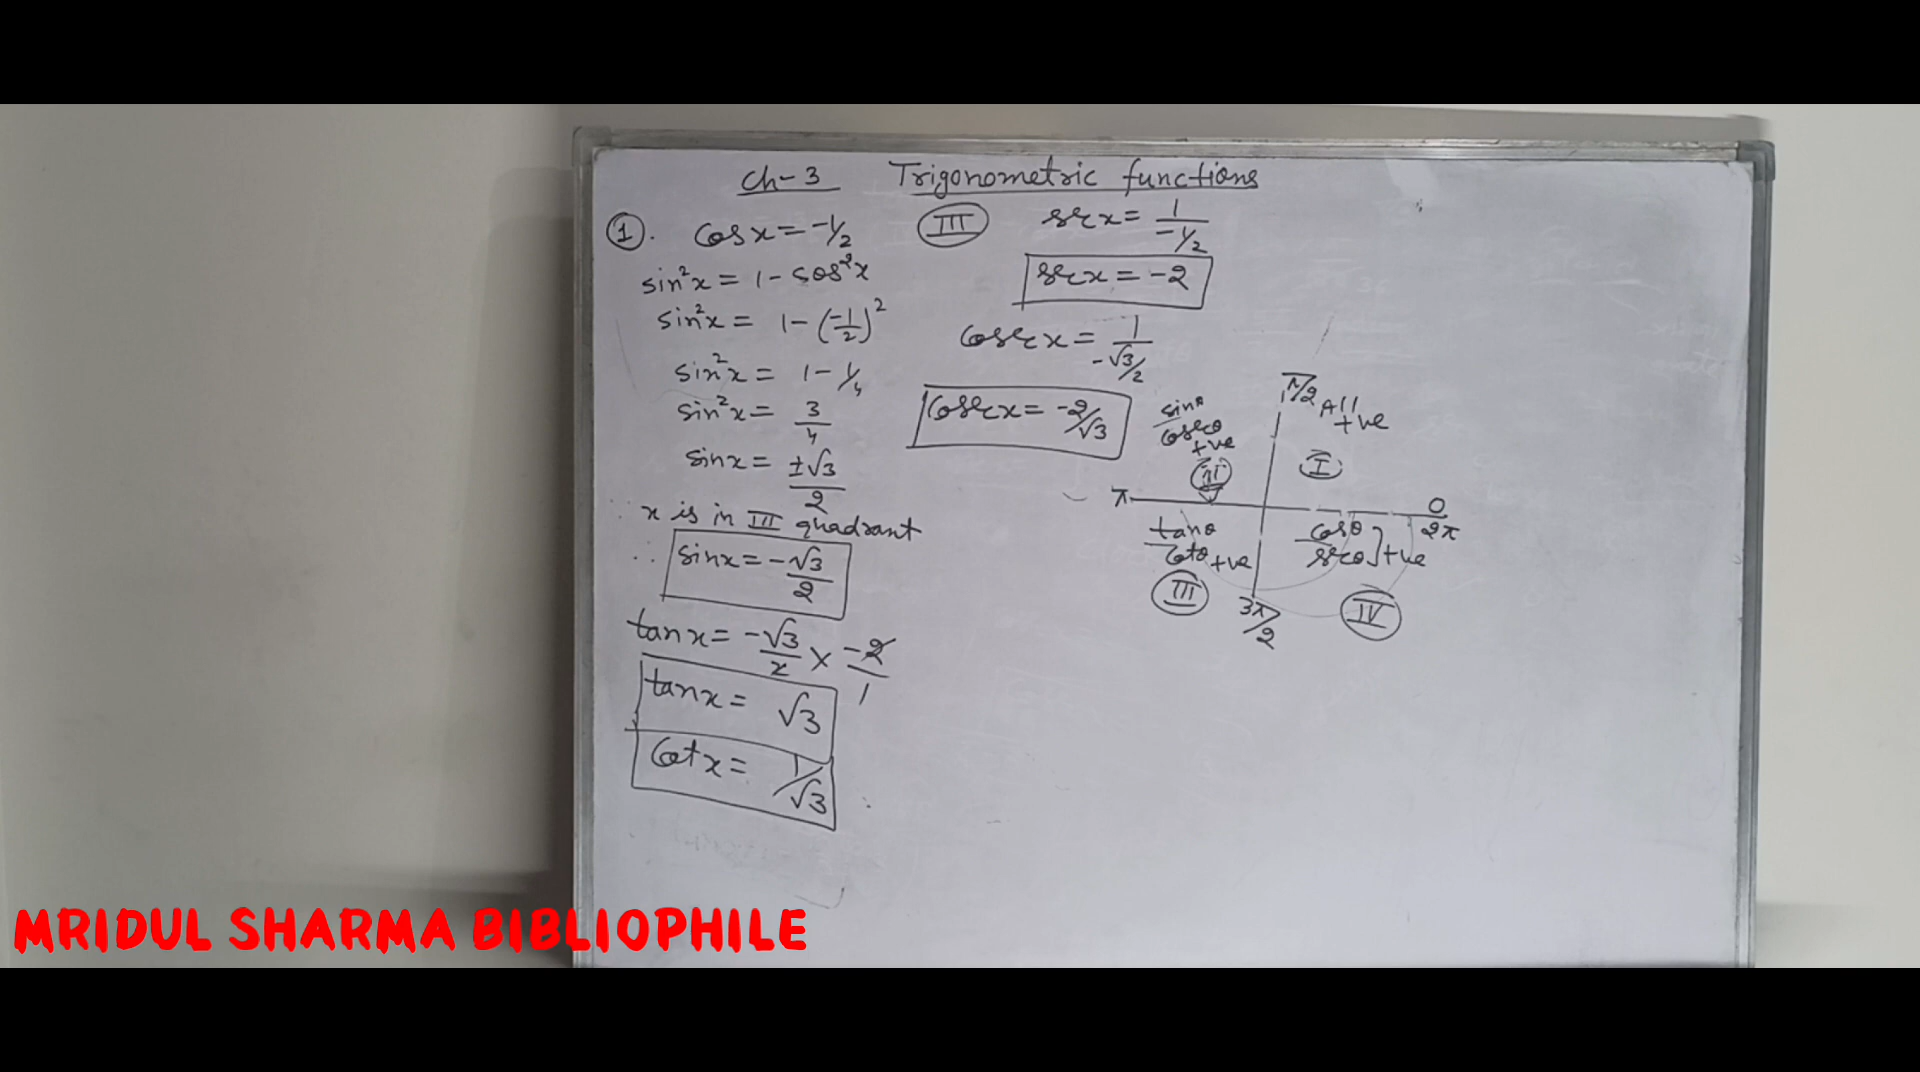 Ch-3 Trigonometric functions
①. cos x = -1/2 III
sin²x = 1 - cos²x
sin²x = 1 - (-1/2)²
sin²x = 1 - 1/4
sin²x = 3/4
sin x = ±√3/2
∵ x is in III quadrant
∴ sin x = -√3/2
tan x = -√3/2 × -2/1
tan x = √3
cot x = 1/√3
sec x = 1/-1/2
sec x = -2
cosec x = 1/-√3/2
cosec x = -2/√3
π/2
All +ve
I
sinθ
cosecθ
+ve
II
π
0
2π
tanθ
cotθ +ve
III
cosθ
secθ] +ve
IV
3π/2
MRIDUL SHARMA BIBLIOPHILE